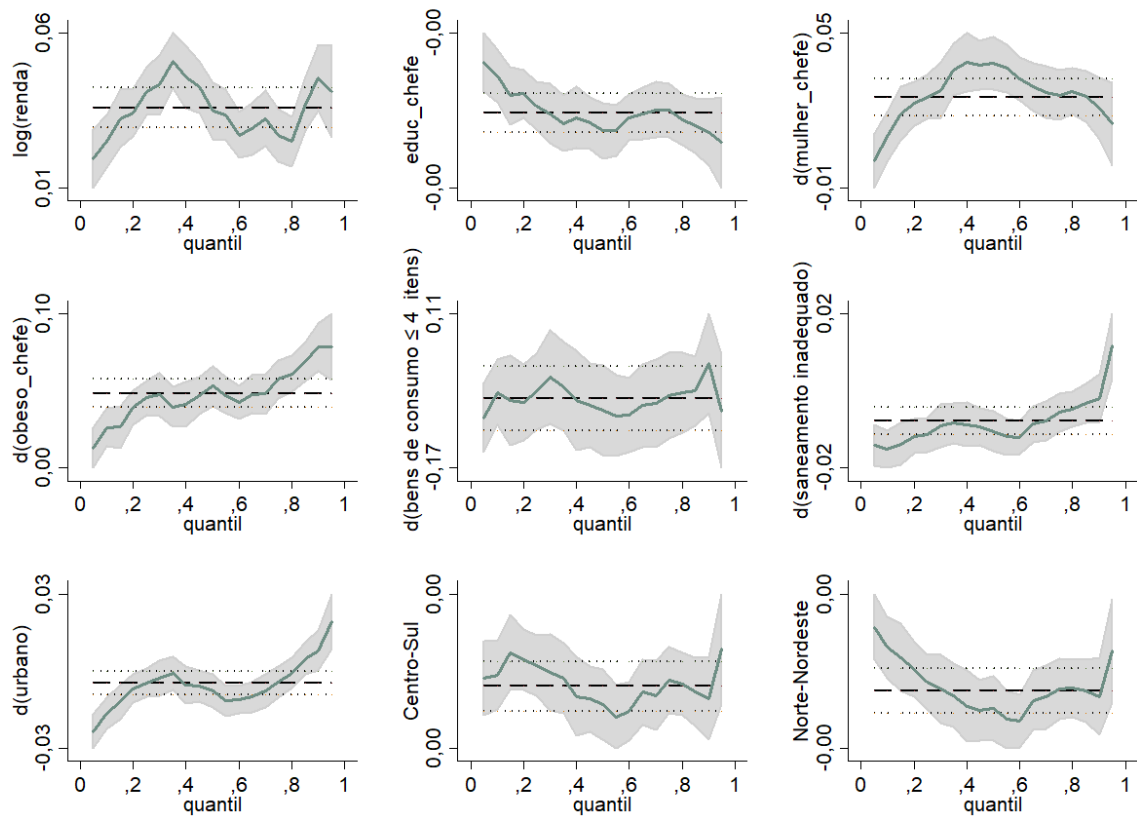 log(renda)
0,06
0,01
0 ,2 ,4 ,6 ,8 1
quantil
educ_chefe
-0,00
-0,00
0 ,2 ,4 ,6 ,8 1
quantil
d(mulher_chefe)
0,05
-0,01
0 ,2 ,4 ,6 ,8 1
quantil
d(obeso_chefe)
0,10
0,00
0 ,2 ,4 ,6 ,8 1
quantil
d(bens de consumo ≤ 4 itens)
0,11
-0,17
0 ,2 ,4 ,6 ,8 1
quantil
d(saneamento inadequado)
0,02
-0,02
0 ,2 ,4 ,6 ,8 1
quantil
d(urbano)
0,03
-0,03
0 ,2 ,4 ,6 ,8 1
quantil
Centro-Sul
0,00
0,00
0 ,2 ,4 ,6 ,8 1
quantil
Norte-Nordeste
0,00
-0,00
0 ,2 ,4 ,6 ,8 1
quantil